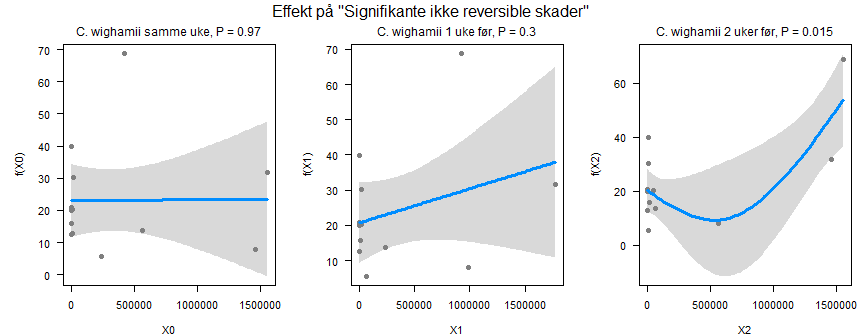 Effekt på "Signifikante ikke reversible skader"
C. wighamii samme uke, P = 0.97
C. wighamii 1 uke før, P = 0.3
C. wighamii 2 uker før, P = 0.015
f(X0)
70
60
50
40
30
20
10
0
0 500000 1000000 1500000
X0
f(X1)
70
60
50
40
30
20
10
0 500000 1000000 1500000
X1
f(X2)
60
40
20
0
0 500000 1000000 1500000
X2